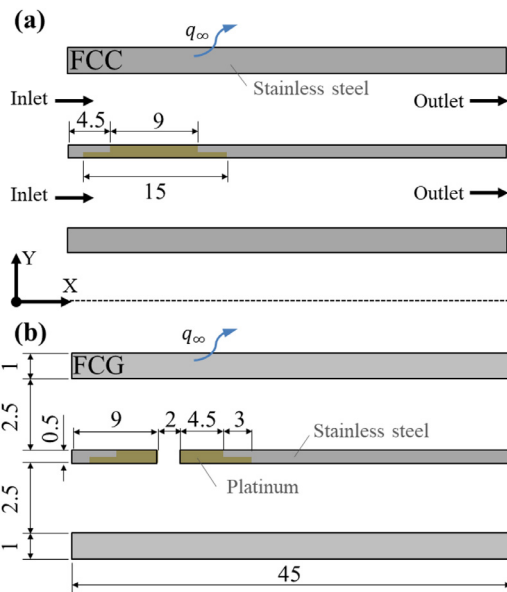 (a)
q∞
FCC
Stainless steel
Inlet
Outlet
4.5
9
15
Inlet
Outlet
Y
X
(b)
q∞
FCG
1
2.5
9
2
4.5
3
0.5
Stainless steel
Platinum
2.5
1
45